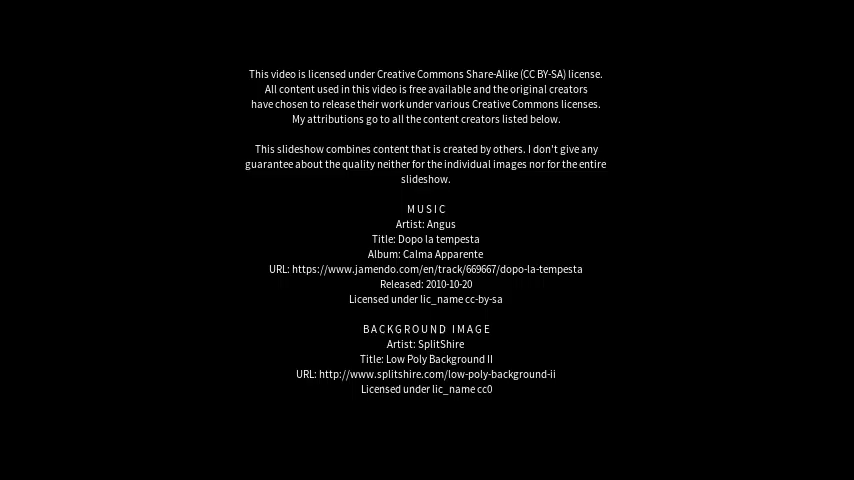 This video is licensed under Creative Commons Share-Alike (CC BY-SA) license.
All content used in this video is free available and the original creators
have chosen to release their work under various Creative Commons licenses.
My attributions go to all the content creators listed below.
This slideshow combines content that is created by others. I don't give any
guarantee about the quality neither for the individual images nor for the entire
slideshow.
MUSIC
Artist: Angus
Title: Dopo la tempesta
Album: Calma Apparente
URL: https://www.jamendo.com/en/track/669667/dopo-la-tempesta
Released: 2010-10-20
Licensed under lic_name cc-by-sa
BACKGROUND IMAGE
Artist: SplitShire
Title: Low Poly Background II
URL: http://www.splitshire.com/low-poly-background-ii
Licensed under lic_name cc0